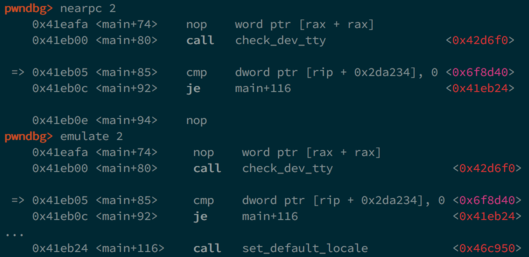 pwndbg> nearpc 2
0x41eafa <main+74> nop word ptr [rax + rax]
0x41eb00 <main+80> call check_dev_tty <0x42d6f0>
=> 0x41eb05 <main+85> cmp dword ptr [rip + 0x2da234], 0 <0x6f8d40>
0x41eb0c <main+92> je main+116 <0x41eb24>
0x41eb0e <main+94> nop
pwndbg> emulate 2
0x41eafa <main+74> nop word ptr [rax + rax]
0x41eb00 <main+80> call check_dev_tty <0x42d6f0>
=> 0x41eb05 <main+85> cmp dword ptr [rip + 0x2da234], 0 <0x6f8d40>
0x41eb0c <main+92> je main+116 <0x41eb24>
...
0x41eb24 <main+116> call set_default_locale <0x46c950>